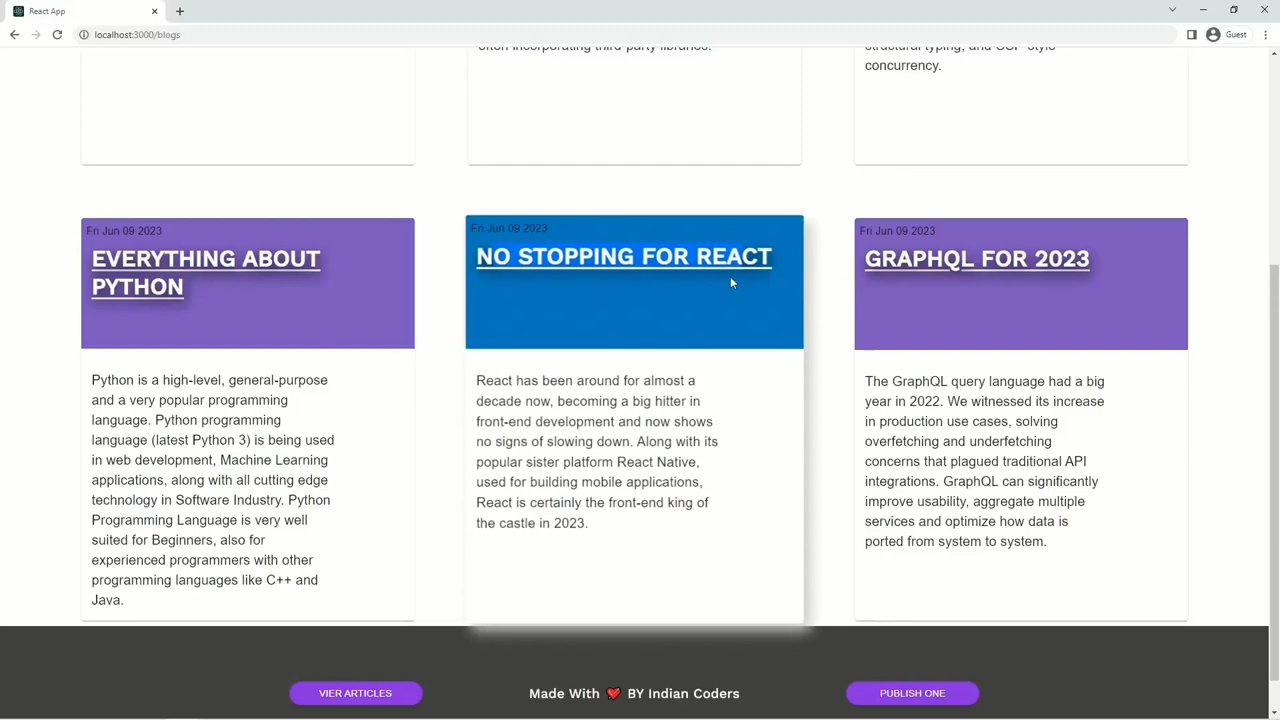 React App
localhost:3000/blogs
Guest
often incorporating third-party libraries.
structural typing, and CSP-style
concurrency.
Fri Jun 09 2023
EVERYTHING ABOUT
PYTHON
Python is a high-level, general-purpose
and a very popular programming
language. Python programming
language (latest Python 3) is being used
in web development, Machine Learning
applications, along with all cutting edge
technology in Software Industry. Python
Programming Language is very well
suited for Beginners, also for
experienced programmers with other
programming languages like C++ and
Java.
Fri Jun 09 2023
NO STOPPING FOR REACT
React has been around for almost a
decade now, becoming a big hitter in
front-end development and now shows
no signs of slowing down. Along with its
popular sister platform React Native,
used for building mobile applications,
React is certainly the front-end king of
the castle in 2023.
Fri Jun 09 2023
GRAPHQL FOR 2023
The GraphQL query language had a big
year in 2022. We witnessed its increase
in production use cases, solving
overfetching and underfetching
concerns that plagued traditional API
integrations. GraphQL can significantly
improve usability, aggregate multiple
services and optimize how data is
ported from system to system.
VIER ARTICLES
Made With ❤️ BY Indian Coders
PUBLISH ONE